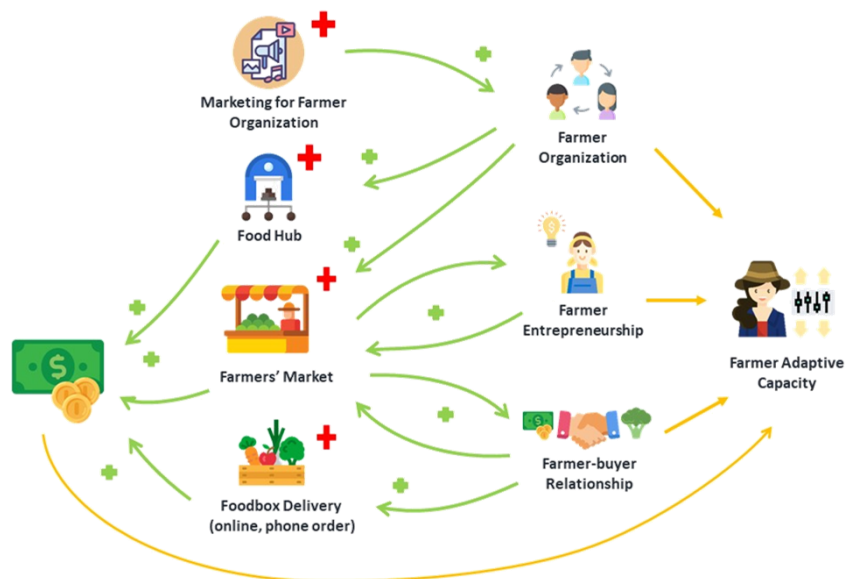 Marketing for Farmer
Organization
Farmer
Organization
Food Hub
Farmer
Entrepreneurship
Farmers’ Market
Farmer Adaptive
Capacity
Farmer-buyer
Relationship
Foodbox Delivery
(online, phone order)